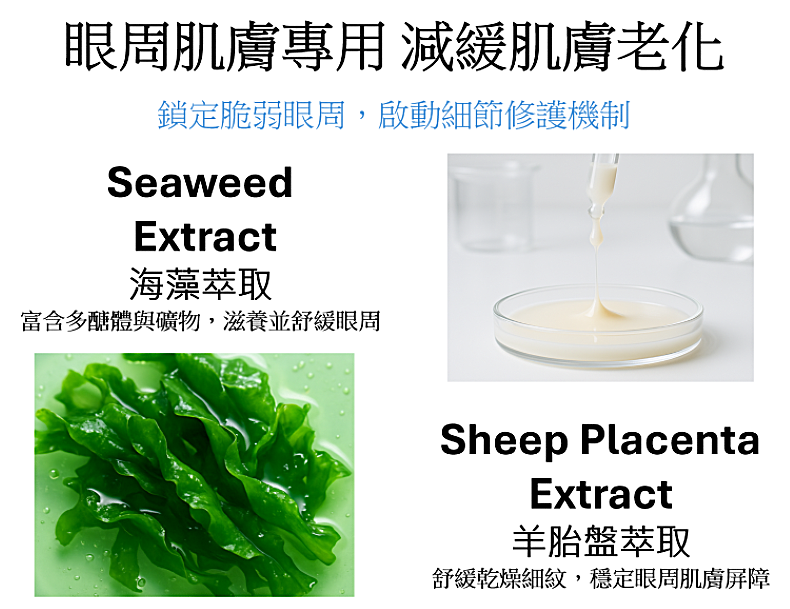 眼周肌膚專用 減緩肌膚老化
鎖定脆弱眼周，啟動細節修護機制
Seaweed
Extract
海藻萃取
富含多醣體與礦物，滋養並舒緩眼周
Sheep Placenta
Extract
羊胎盤萃取
舒緩乾燥細紋，穩定眼周肌膚屏障